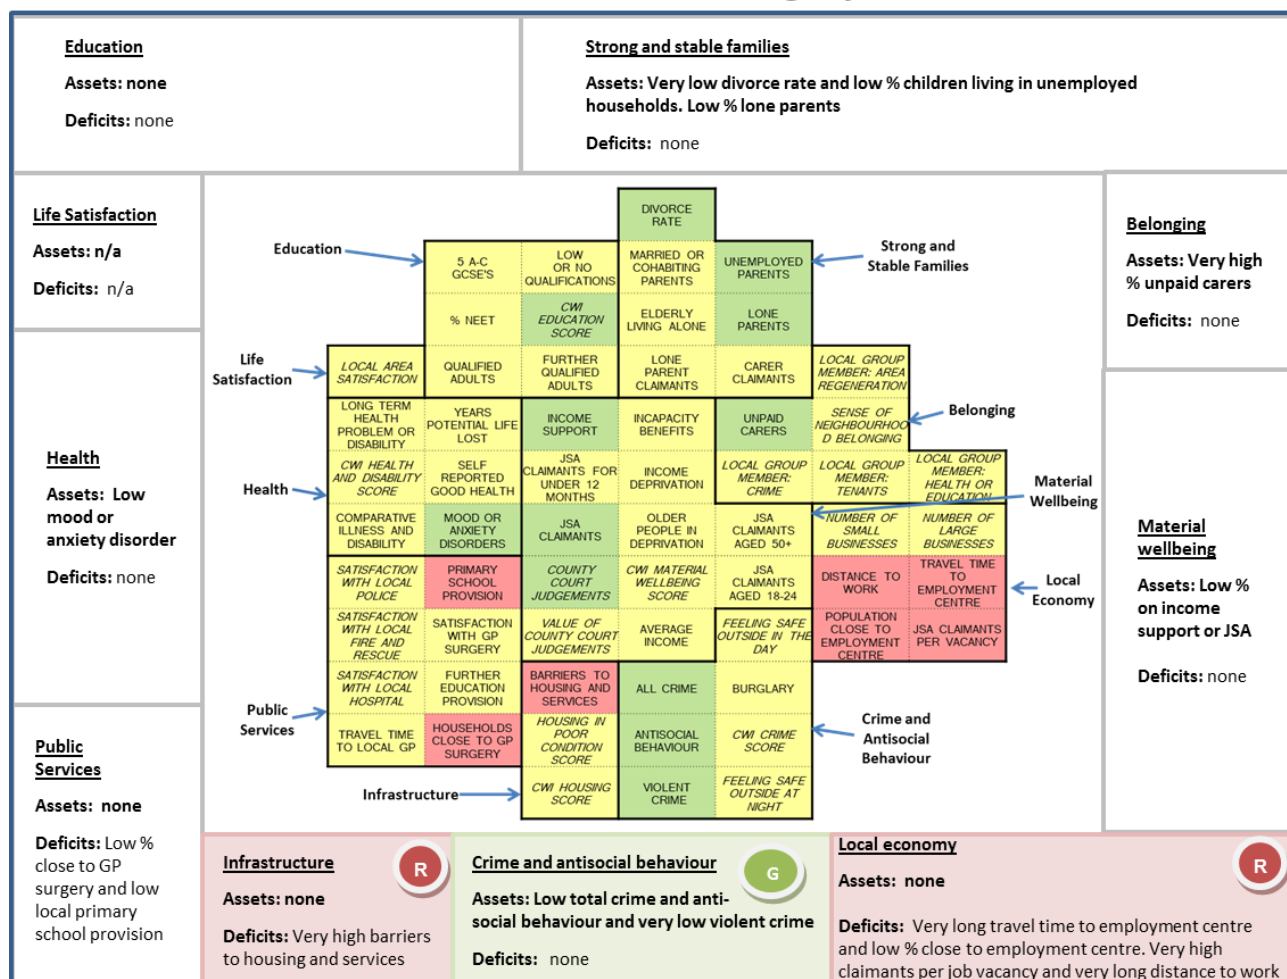 Education
Assets: none
Deficits: none
Strong and stable families
Assets: Very low divorce rate and low % children living in unemployed
households. Low % lone parents
Deficits: none
Life Satisfaction
Assets: n/a
Deficits: n/a
Health
Assets: Low
mood or
anxiety disorder
Deficits: none
Public
Services
Assets: none
Deficits: Low %
close to GP
surgery and low
local primary
school provision
Education
Life
Satisfaction
Health
Public
Services
Infrastructure
Strong and
Stable Families
Belonging
Material
Wellbeing
Local
Economy
Crime and
Antisocial
Behaviour
DIVORCE
RATE
5 A-C
GCSE'S
LOW
OR NO
QUALIFICATIONS
MARRIED OR
COHABITING
PARENTS
UNEMPLOYED
PARENTS
% NEET
CWI
EDUCATION
SCORE
ELDERLY
LIVING ALONE
LONE
PARENTS
LOCAL AREA
SATISFACTION
QUALIFIED
ADULTS
FURTHER
QUALIFIED
ADULTS
LONE
PARENT
CLAIMANTS
CARER
CLAIMANTS
LOCAL GROUP
MEMBER: AREA
REGENERATION
LONG TERM
HEALTH
PROBLEM OR
DISABILITY
YEARS
POTENTIAL LIFE
LOST
INCOME
SUPPORT
INCAPACITY
BENEFITS
UNPAID
CARERS
SENSE OF
NEIGHBOURHOO
D BELONGING
CWI HEALTH
AND DISABILITY
SCORE
SELF
REPORTED
GOOD HEALTH
JSA
CLAIMANTS FOR
UNDER 12
MONTHS
INCOME
DEPRIVATION
LOCAL GROUP
MEMBER: CRIME
LOCAL GROUP
MEMBER:
TENANTS
LOCAL GROUP
MEMBER:
HEALTH OR
EDUCATION
COMPARATIVE
ILLNESS AND
DISABILITY
MOOD OR
ANXIETY
DISORDERS
JSA
CLAIMANTS
OLDER
PEOPLE IN
DEPRIVATION
JSA
CLAIMANTS
AGED 50+
NUMBER OF
SMALL
BUSINESSES
NUMBER OF
LARGE
BUSINESSES
SATISFACTION
WITH LOCAL
POLICE
PRIMARY
SCHOOL
PROVISION
COUNTY
COURT
JUDGEMENTS
CWI MATERIAL
WELLBEING
SCORE
JSA
CLAIMANTS
AGED 18-24
DISTANCE TO
WORK
TRAVEL TIME
TO
EMPLOYMENT
CENTRE
SATISFACTION
WITH LOCAL
FIRE AND
RESCUE
SATISFACTION
WITH GP
SURGERY
VALUE OF
COUNTY COURT
JUDGEMENTS
AVERAGE
INCOME
FEELING SAFE
OUTSIDE IN THE
DAY
POPULATION
CLOSE TO
EMPLOYMENT
CENTRE
JSA CLAIMANTS
PER VACANCY
SATISFACTION
WITH LOCAL
HOSPITAL
FURTHER
EDUCATION
PROVISION
BARRIERS TO
HOUSING AND
SERVICES
ALL CRIME
BURGLARY
TRAVEL TIME
TO LOCAL GP
HOUSEHOLDS
CLOSE TO GP
SURGERY
HOUSING IN
POOR
CONDITION
SCORE
ANTISOCIAL
BEHAVIOUR
CWI CRIME
SCORE
CWI HOUSING
SCORE
VIOLENT
CRIME
FEELING SAFE
OUTSIDE AT
NIGHT
Belonging
Assets: Very high
% unpaid carers
Deficits: none
Material
wellbeing
Assets: Low %
on income
support or JSA
Deficits: none
Infrastructure
R
Assets: none
Deficits: Very high barriers
to housing and services
Crime and antisocial behaviour
G
Assets: Low total crime and anti-
social behaviour and very low violent crime
Deficits: none
Local economy
R
Assets: none
Deficits: Very long travel time to employment centre
and low % close to employment centre. Very high
claimants per job vacancy and very long distance to work